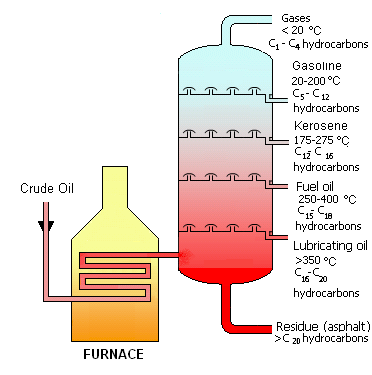 Gases
< 20 °C
C1 - C4 hydrocarbons
Gasoline
20-200 °C
C5 - C12
hydrocarbons
Kerosene
175-275 °C
C12- C 16
hydrocarbons
Crude Oil
Fuel oil
250-400 °C
C15 - C18
hydrocarbons
Lubricating oil
>350 °C
C16 -C20
hydrocarbons
Residue (asphalt)
>C20 hydrocarbons
FURNACE